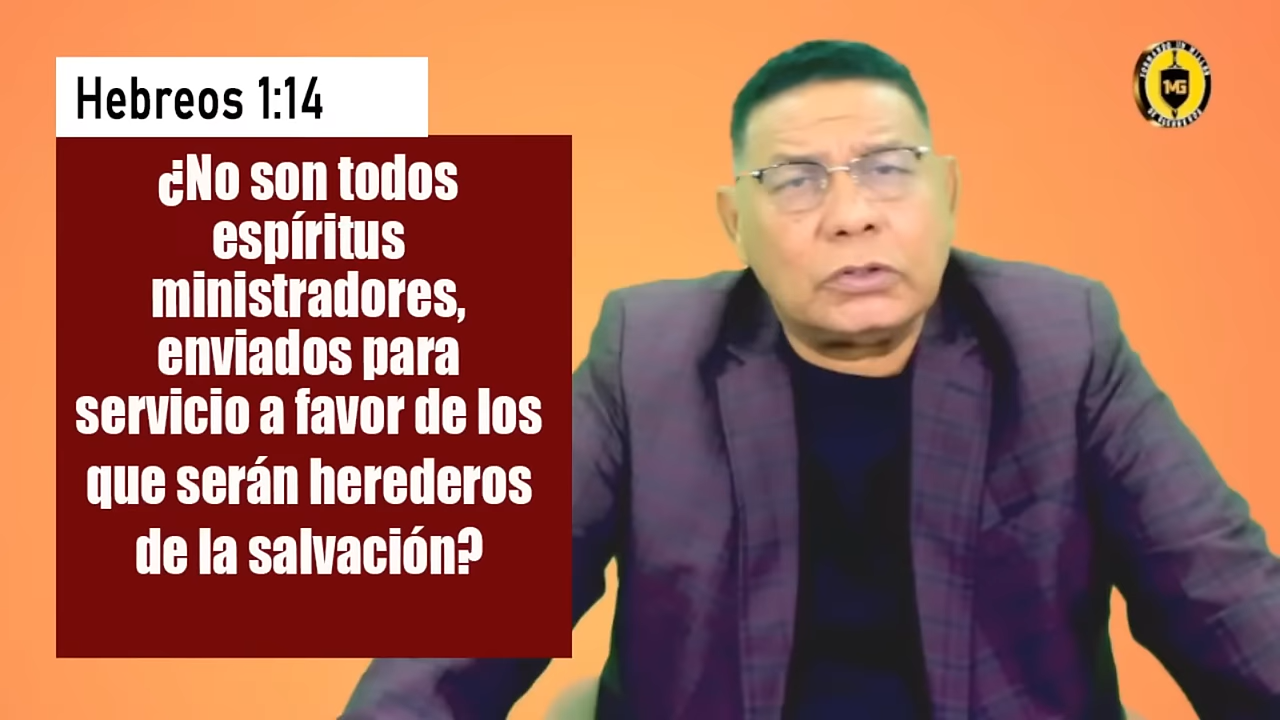 Hebreos 1:14
¿No son todos
espíritus
ministradores,
enviados para
servicio a favor de los
que serán herederos
de la salvación?
1MG